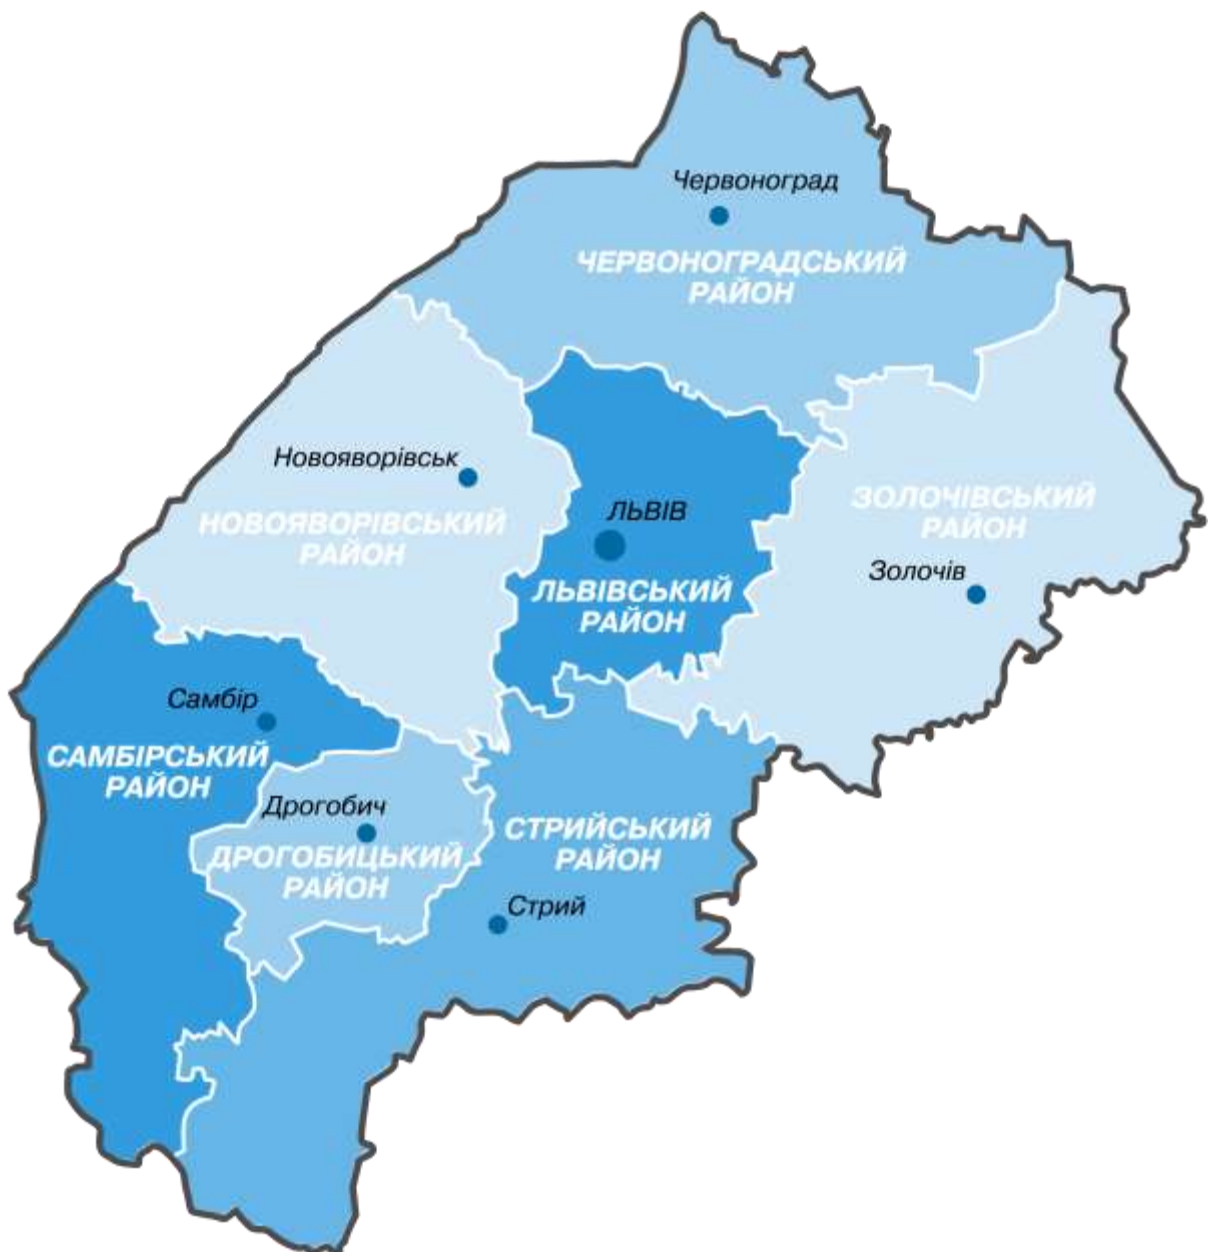 Червоноград
ЧЕРВОНОГРАДСЬКИЙ
РАЙОН
Новояворівськ
НОВОЯВОРІВСЬКИЙ
РАЙОН
ЛЬВІВ
ЛЬВІВСЬКИЙ
РАЙОН
ЗОЛОЧІВСЬКИЙ
РАЙОН
Золочів
Самбір
САМБІРСЬКИЙ
РАЙОН
Дрогобич
ДРОГОБИЦЬКИЙ
РАЙОН
СТРИЙСЬКИЙ
РАЙОН
Стрий